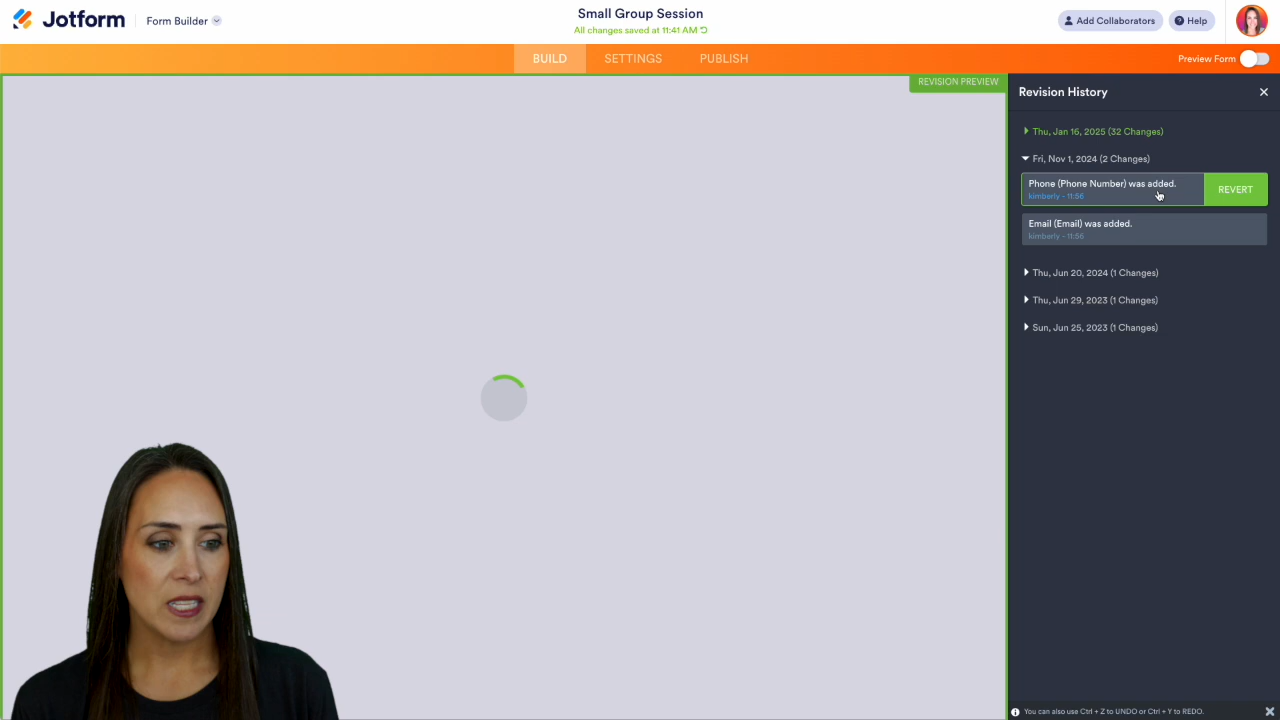 Jotform
Form Builder
Small Group Session
All changes saved at 11:41 AM
Add Collaborators
Help
BUILD
SETTINGS
PUBLISH
Preview Form
REVISION PREVIEW
Revision History
Thu, Jan 16, 2025 (32 Changes)
Fri, Nov 1, 2024 (2 Changes)
Phone (Phone Number) was added.
kimberly - 11:56
REVERT
Email (Email) was added.
kimberly - 11:56
Thu, Jun 20, 2024 (1 Changes)
Thu, Jun 29, 2023 (1 Changes)
Sun, Jun 25, 2023 (1 Changes)
You can also use Ctrl + Z to UNDO or Ctrl + Y to REDO.